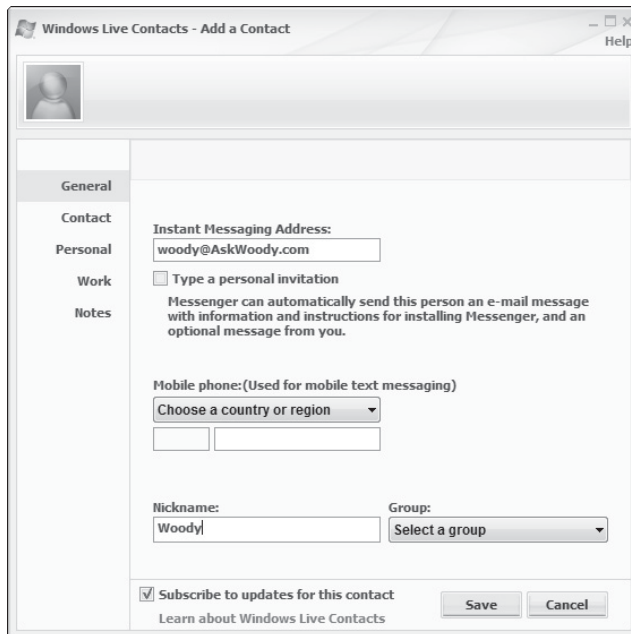 Windows Live Contacts - Add a Contact
Help
General
Contact
Personal
Work
Notes
Instant Messaging Address:
woody@AskWoody.com
Type a personal invitation
Messenger can automatically send this person an e-mail message
with information and instructions for installing Messenger, and an
optional message from you.
Mobile phone:(Used for mobile text messaging)
Choose a country or region
Nickname:
Group:
Woody
Select a group
Subscribe to updates for this contact
Learn about Windows Live Contacts
Save
Cancel